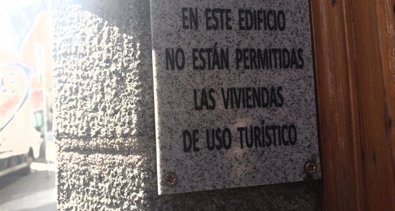 EN ESTE EDIFICIO
NO ESTÁN PERMITIDAS
LAS VIVIENDAS
DE USO TURÍSTICO